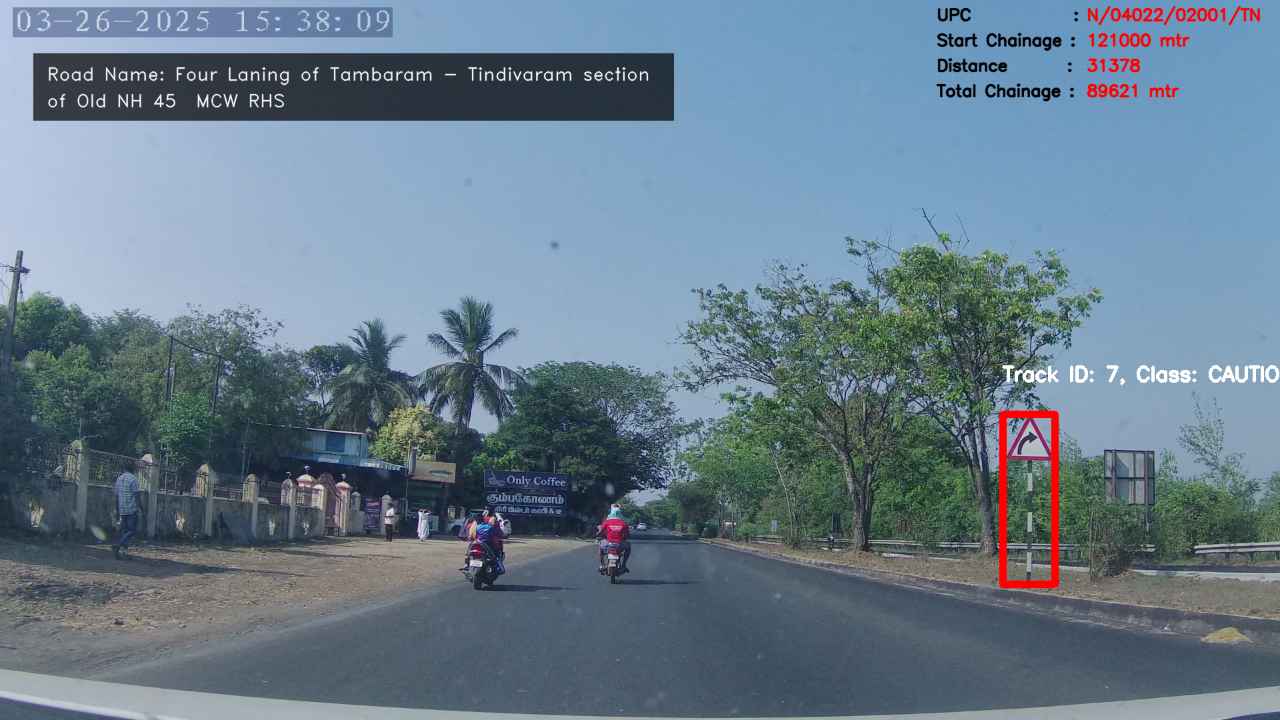 03-26-2025 15:38:09
UPC : N/04022/02001/TN
Start Chainage : 121000 mtr
Distance : 31378
Total Chainage : 89621 mtr
Road Name: Four Laning of Tambaram - Tindivaram section
of Old NH 45 MCW RHS
Track ID: 7, Class: CAUTIO
Only Coffee
கும்பகோணம்